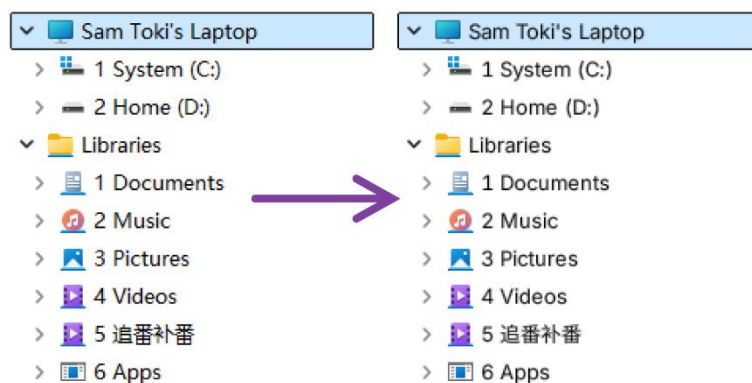 Sam Toki's Laptop
1 System (C:)
2 Home (D:)
Libraries
1 Documents
2 Music
3 Pictures
4 Videos
5 追番补番
6 Apps
Sam Toki's Laptop
1 System (C:)
2 Home (D:)
Libraries
1 Documents
2 Music
3 Pictures
4 Videos
5 追番补番
6 Apps